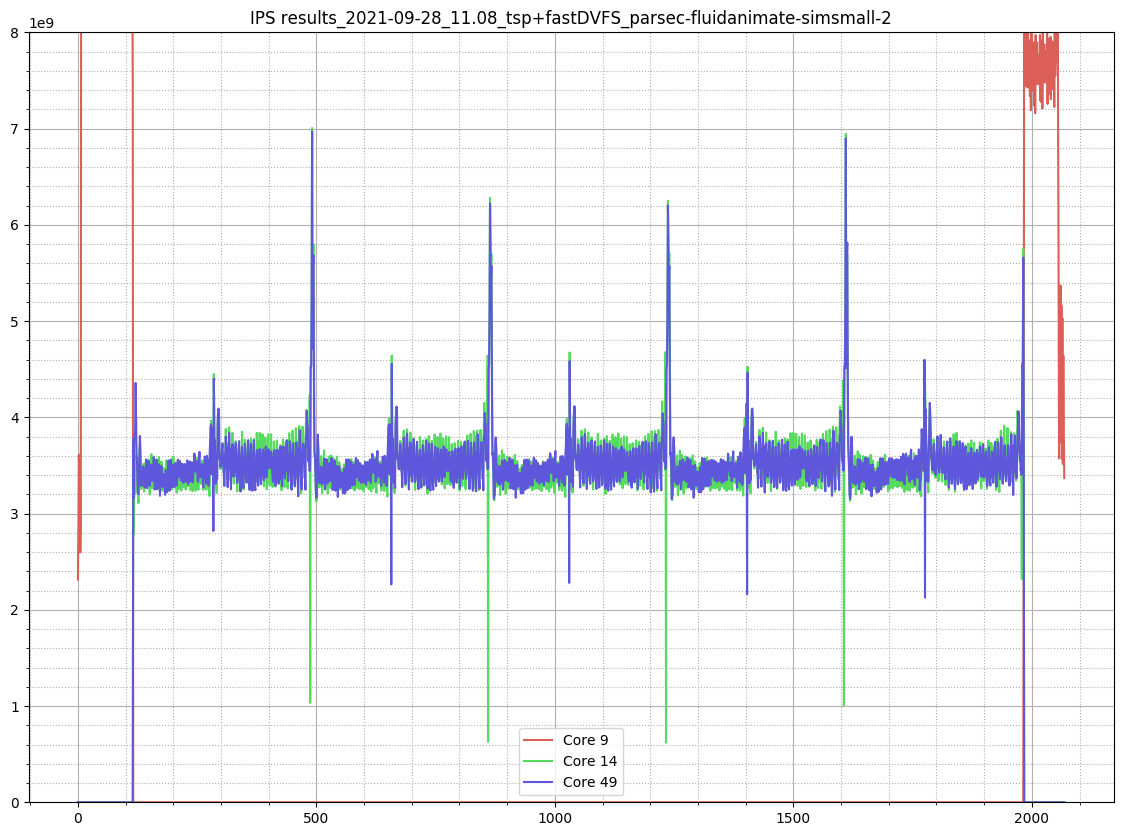 IPS results_2021-09-28_11.08_tsp+fastDVFS_parsec-fluidanimate-simsmall-2
1e9
8
7
6
5
4
3
2
1
0
Core 9
Core 14
Core 49
0 500 1000 1500 2000